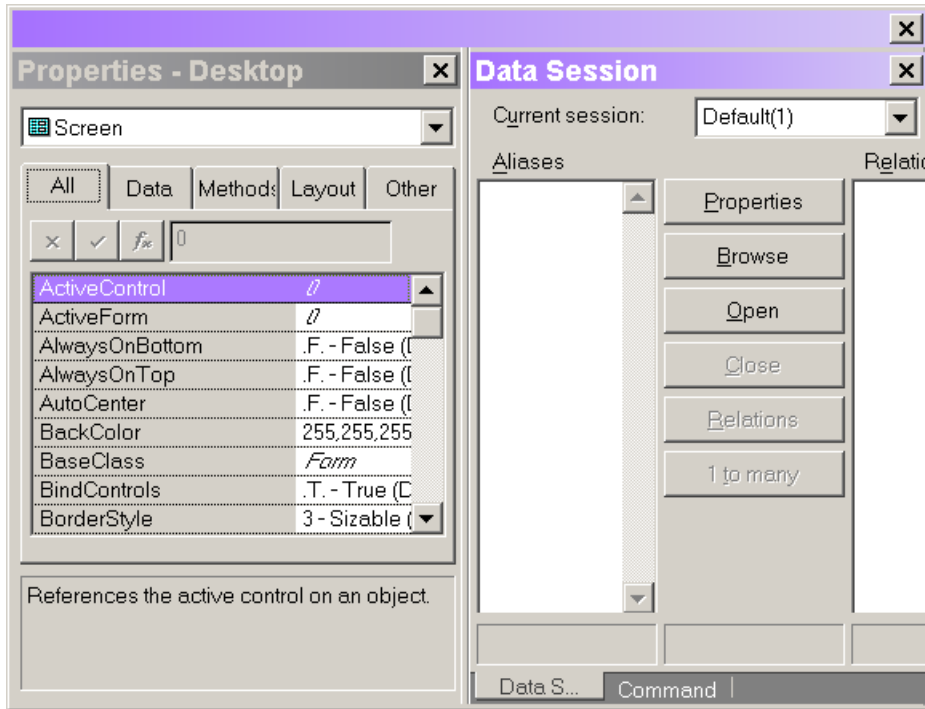 Properties - Desktop
Screen
All Data Methods Layout Other
0
ActiveControl 0
ActiveForm 0
AlwaysOnBottom .F. - False (D
AlwaysOnTop .F. - False (D
AutoCenter .F. - False (D
BackColor 255,255,255
BaseClass Form
BindControls .T. - True (D
BorderStyle 3 - Sizable (
References the active control on an object.
Data Session
Current session: Default(1)
Aliases
Properties
Browse
Open
Close
Relations
1 to many
Relatio
Data S... Command